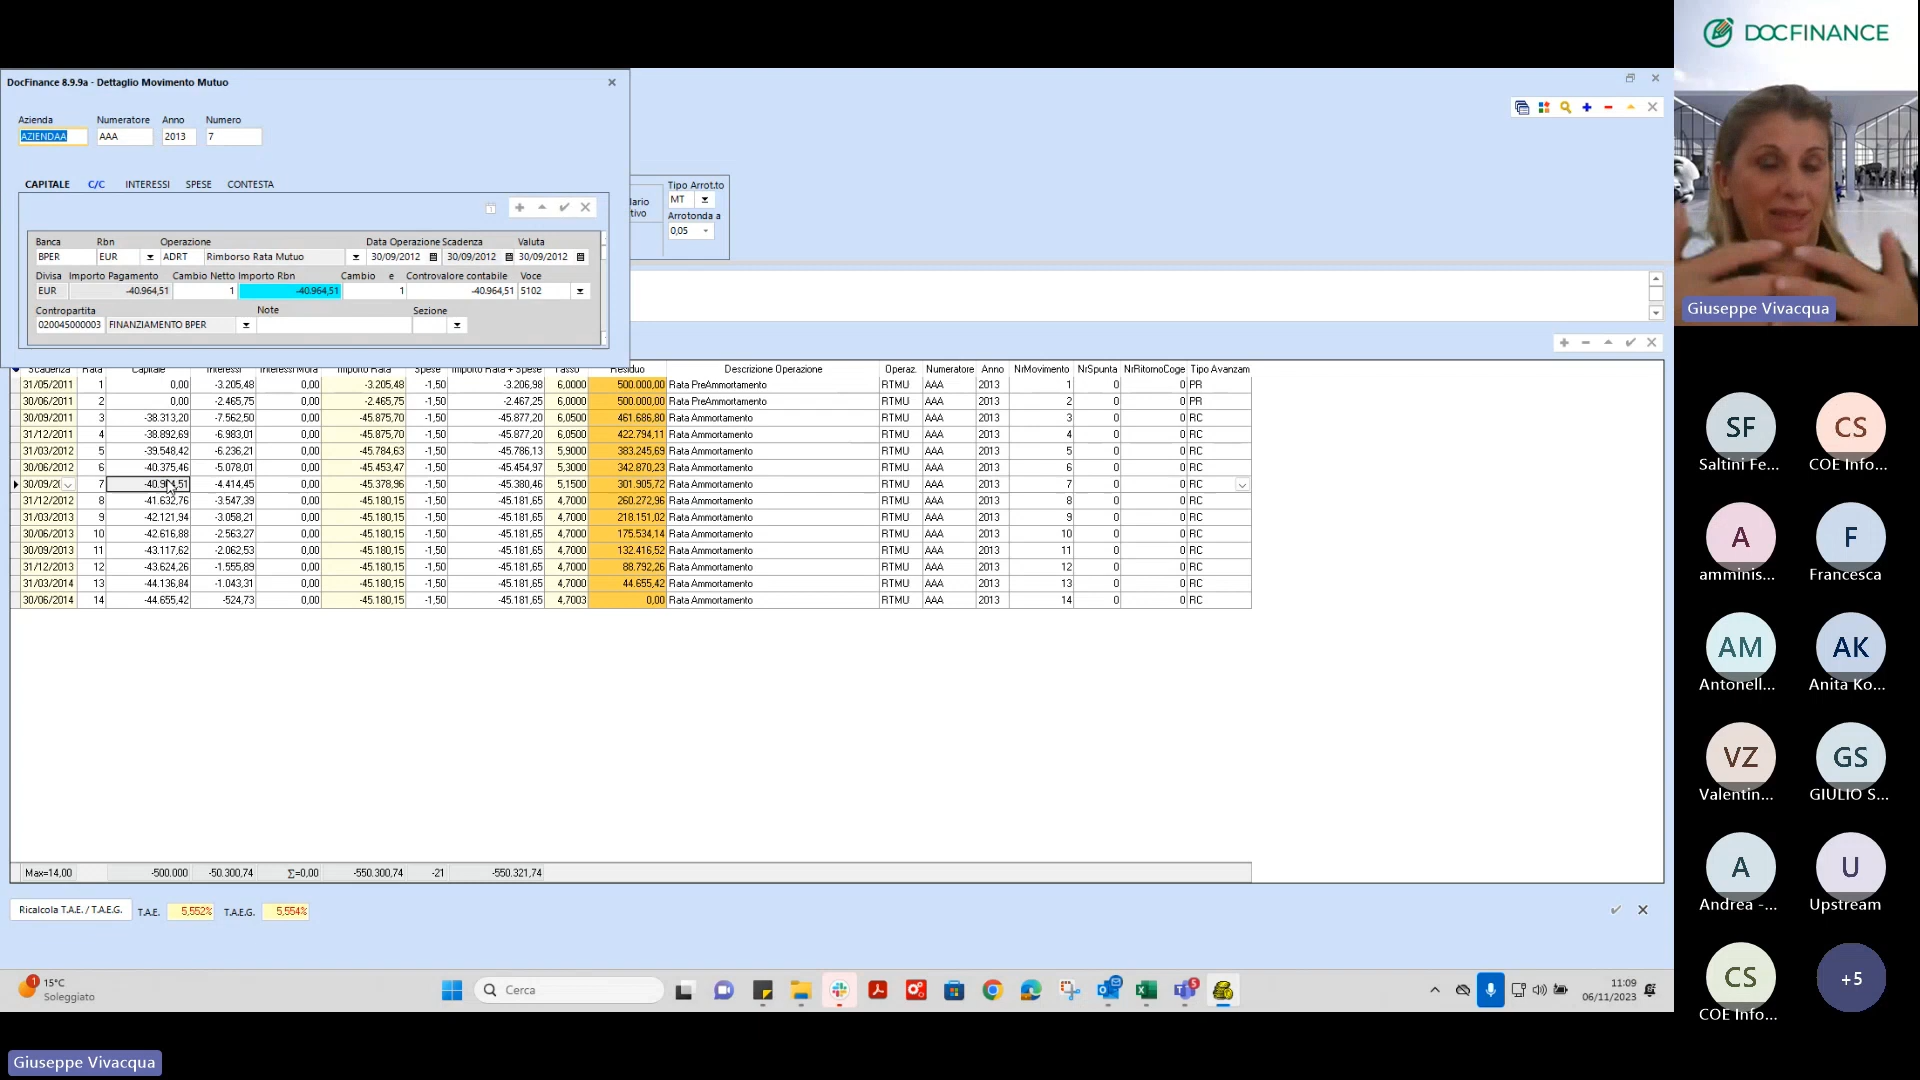 DOCFINANCE
DocFinance 8.9.9a - Dettaglio Movimento Mutuo
Azienda Numeratore Anno Numero
AZIENDAA AAA 2013 7
CAPITALE C/C INTERESSI SPESE CONTESTA
Banca Rbn Operazione Data Operazione Scadenza Valuta
BPER EUR ADRT Rimborso Rata Mutuo 30/09/2012 30/09/2012 30/09/2012
Divisa Importo Pagamento Cambio Netto Importo Rbn Cambio e Controvalore contabile Voce
EUR -40.964,51 1 -40.964,51 1 -40.964,51 5102
Contropartita Note Sezione
020045000003 FINANZIAMENTO BPER
Tipo Arrot.to
MT
Arrotonda a
0,05
Scadenza Rata Capitale Interessi Interessi Mora Importo Rata Spese Importo Rata + Spese Tasso Residuo Descrizione Operazione Operaz. Numeratore Anno NrMovimento NrSpunta NrRitornoCoge Tipo Avanzam
31/05/2011 1 0,00 -3.205,48 0,00 -3.205,48 -1,50 -3.206,98 6,0000 500.000,00 Rata PreAmmortamento RTMU AAA 2013 1 0 0 PR
30/06/2011 2 0,00 -2.465,75 0,00 -2.465,75 -1,50 -2.467,25 6,0000 500.000,00 Rata PreAmmortamento RTMU AAA 2013 2 0 0 PR
30/09/2011 3 -38.313,20 -7.562,50 0,00 -45.875,70 -1,50 -45.877,20 6,0500 461.686,80 Rata Ammortamento RTMU AAA 2013 3 0 0 RC
31/12/2011 4 -38.892,69 -6.983,01 0,00 -45.875,70 -1,50 -45.877,20 6,0500 422.794,11 Rata Ammortamento RTMU AAA 2013 4 0 0 RC
31/03/2012 5 -39.548,42 -6.236,21 0,00 -45.784,63 -1,50 -45.786,13 5,9000 383.245,69 Rata Ammortamento RTMU AAA 2013 5 0 0 RC
30/06/2012 6 -40.375,46 -5.078,01 0,00 -45.453,47 -1,50 -45.454,97 5,3000 342.870,23 Rata Ammortamento RTMU AAA 2013 6 0 0 RC
30/09/20 7 -40.964,51 -4.414,45 0,00 -45.378,96 -1,50 -45.380,46 5,1500 301.905,72 Rata Ammortamento RTMU AAA 2013 7 0 0 RC
31/12/2012 8 -41.632,76 -3.547,39 0,00 -45.180,15 -1,50 -45.181,65 4,7000 260.272,96 Rata Ammortamento RTMU AAA 2013 8 0 0 RC
31/03/2013 9 -42.121,94 -3.058,21 0,00 -45.180,15 -1,50 -45.181,65 4,7000 218.151,02 Rata Ammortamento RTMU AAA 2013 9 0 0 RC
30/06/2013 10 -42.616,88 -2.563,27 0,00 -45.180,15 -1,50 -45.181,65 4,7000 175.534,14 Rata Ammortamento RTMU AAA 2013 10 0 0 RC
30/09/2013 11 -43.117,62 -2.062,53 0,00 -45.180,15 -1,50 -45.181,65 4,7000 132.416,52 Rata Ammortamento RTMU AAA 2013 11 0 0 RC
31/12/2013 12 -43.624,26 -1.555,89 0,00 -45.180,15 -1,50 -45.181,65 4,7000 88.792,26 Rata Ammortamento RTMU AAA 2013 12 0 0 RC
31/03/2014 13 -44.136,84 -1.043,31 0,00 -45.180,15 -1,50 -45.181,65 4,7000 44.655,42 Rata Ammortamento RTMU AAA 2013 13 0 0 RC
30/06/2014 14 -44.655,42 -524,73 0,00 -45.180,15 -1,50 -45.181,65 4,7003 0,00 Rata Ammortamento RTMU AAA 2013 14 0 0 RC
Max=14,00 -500.000 -50.300,74 Σ=0,00 -550.300,74 -21 -550.321,74
Ricalcola T.A.E. / T.A.E.G. T.A.E. 5,552% T.A.E.G. 5,554%
Giuseppe Vivacqua
SF CS
Saltini Fe... COE Info...
A F
amminis... Francesca
AM AK
Antonell... Anita Ko...
VZ GS
Valentin... GIULIO S...
A U
Andrea -... Upstream
CS +5
COE Info...
1
15°C
Soleggiato
Cerca
5
11:09
06/11/2023
Giuseppe Vivacqua